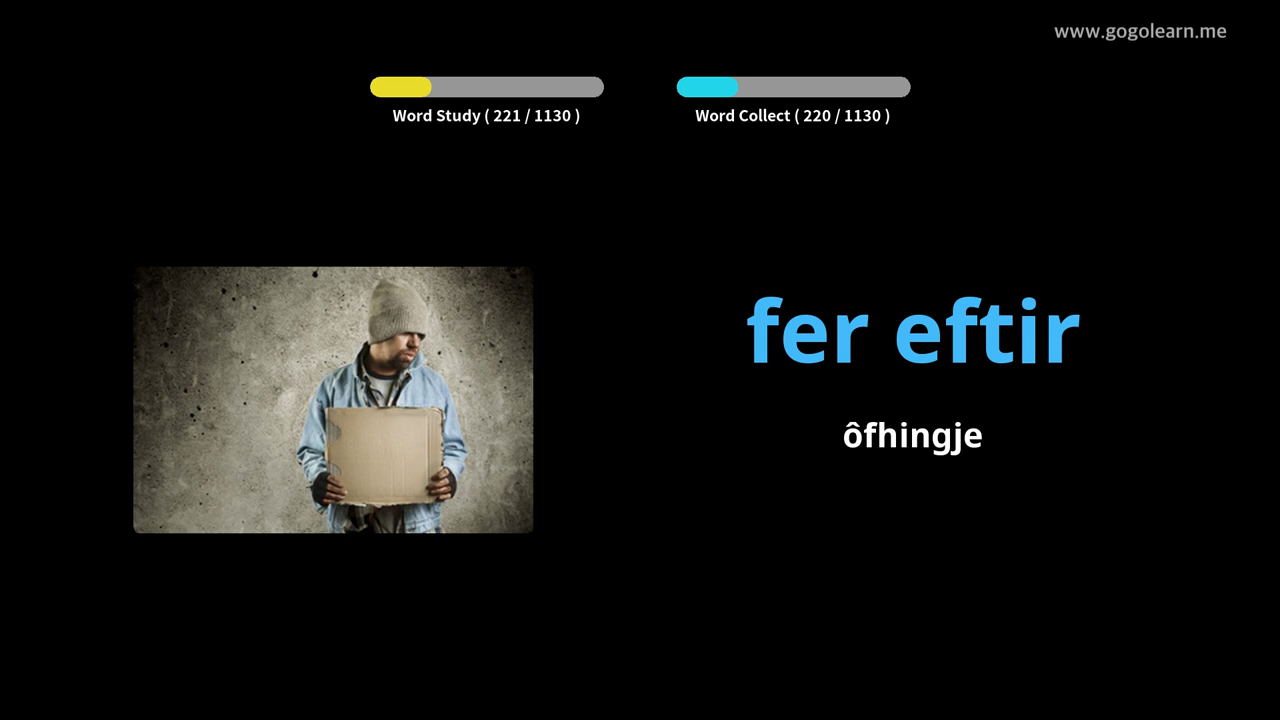 www.gogolearn.me
Word Study ( 221 / 1130 )
Word Collect ( 220 / 1130 )
fer eftir
ôfhingje